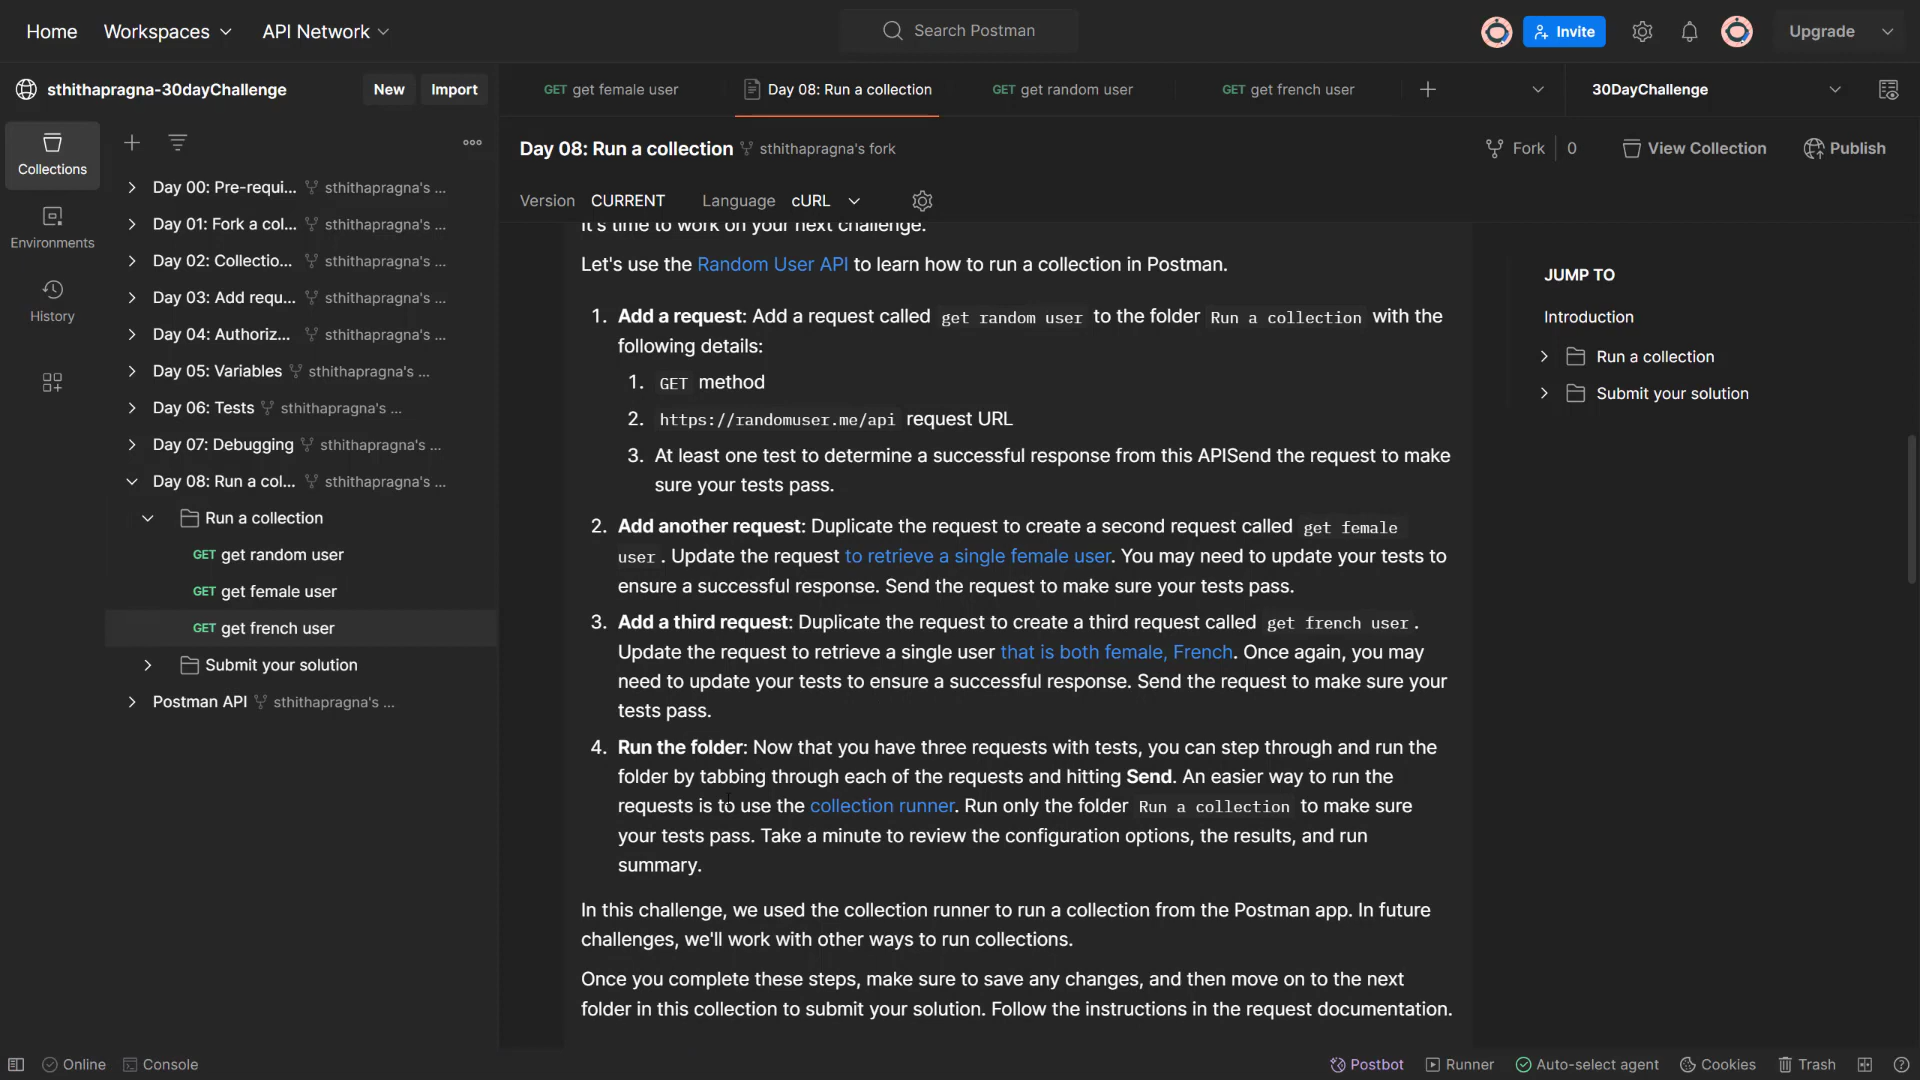 Home Workspaces API Network Search Postman Invite Upgrade
sthithapragna-30dayChallenge New Import
GET get female user Day 08: Run a collection GET get random user GET get french user 30DayChallenge
Collections
Environments
History
Day 00: Pre-requi... sthithapragna's ...
Day 01: Fork a col... sthithapragna's ...
Day 02: Collectio... sthithapragna's ...
Day 03: Add requ... sthithapragna's ...
Day 04: Authoriz... sthithapragna's ...
Day 05: Variables sthithapragna's ...
Day 06: Tests sthithapragna's ...
Day 07: Debugging sthithapragna's ...
Day 08: Run a col... sthithapragna's ...
Run a collection
GET get random user
GET get female user
GET get french user
Submit your solution
Postman API sthithapragna's ...
Day 08: Run a collection sthithapragna's fork Fork 0 View Collection Publish
Version CURRENT Language cURL
It's time to work on your next challenge.
Let's use the Random User API to learn how to run a collection in Postman.
1. Add a request: Add a request called get random user to the folder Run a collection with the
following details:
1. GET method
2. https://randomuser.me/api request URL
3. At least one test to determine a successful response from this APISend the request to make
sure your tests pass.
2. Add another request: Duplicate the request to create a second request called get female
user . Update the request to retrieve a single female user. You may need to update your tests to
ensure a successful response. Send the request to make sure your tests pass.
3. Add a third request: Duplicate the request to create a third request called get french user .
Update the request to retrieve a single user that is both female, French. Once again, you may
need to update your tests to ensure a successful response. Send the request to make sure your
tests pass.
4. Run the folder: Now that you have three requests with tests, you can step through and run the
folder by tabbing through each of the requests and hitting Send. An easier way to run the
requests is to use the collection runner. Run only the folder Run a collection to make sure
your tests pass. Take a minute to review the configuration options, the results, and run
summary.
In this challenge, we used the collection runner to run a collection from the Postman app. In future
challenges, we'll work with other ways to run collections.
Once you complete these steps, make sure to save any changes, and then move on to the next
folder in this collection to submit your solution. Follow the instructions in the request documentation.
JUMP TO
Introduction
Run a collection
Submit your solution
Online Console Postbot Runner Auto-select agent Cookies Trash